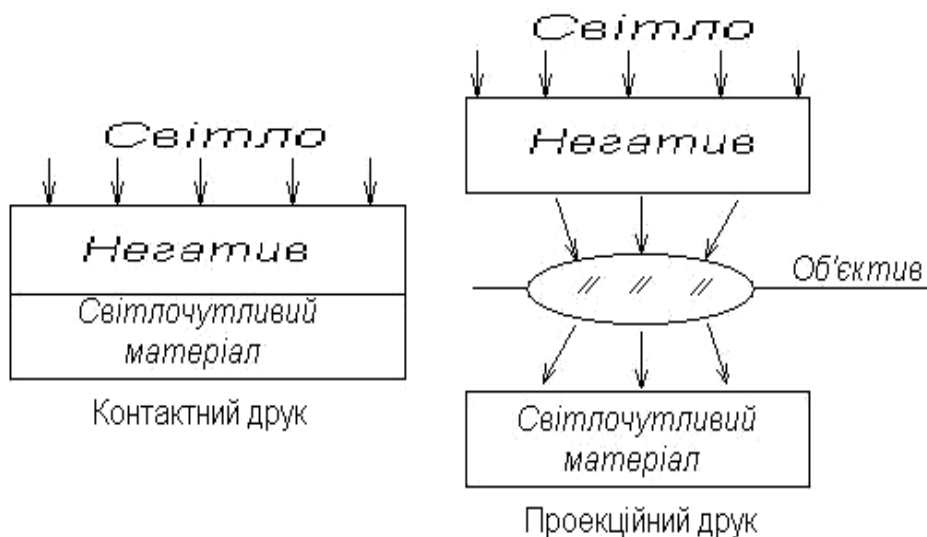 Світло
Негатив
Світлочутливий
матеріал
Контактний друк
Світло
Негатив
Об'єктив
Світлочутливий
матеріал
Проекційний друк